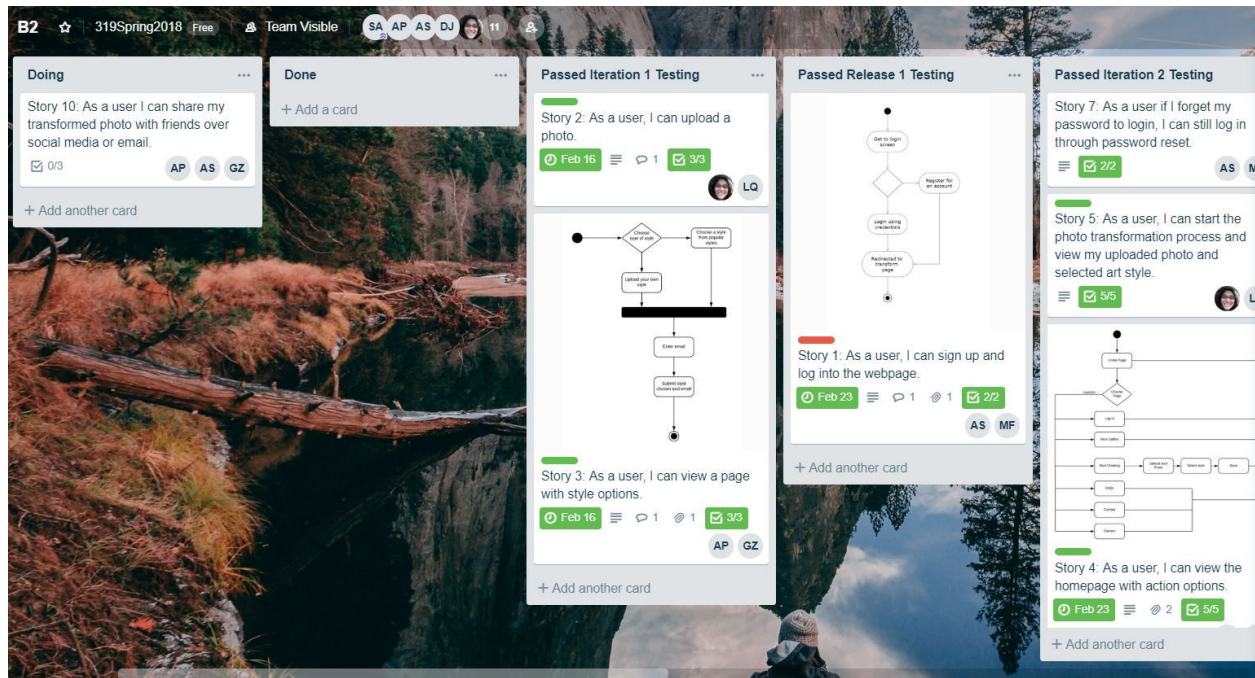 B2 319Spring2018 Free Team Visible SA AP AS DJ 11
Doing
Story 10: As a user I can share my
transformed photo with friends over
social media or email.
0/3 AP AS GZ
+ Add another card
Done
+ Add a card
Passed Iteration 1 Testing
Story 2: As a user, I can upload a
photo.
Feb 16 1 3/3
LQ
Choose
type of style
Choose a style
from popular
styles
Upload your own
style
Enter email
Submit style
chosen and email
Story 3: As a user, I can view a page
with style options.
Feb 16 1 1 3/3
AP GZ
+ Add another card
Passed Release 1 Testing
Get to login
screen
Register for
an account
Login using
credentials
Redirected to
transform
page
Story 1: As a user, I can sign up and
log into the webpage.
Feb 23 1 1 2/2
AS MF
+ Add another card
Passed Iteration 2 Testing
Story 7: As a user if I forget my
password to login, I can still log in
through password reset.
2/2 AS
Story 5: As a user, I can start the
photo transformation process and
view my uploaded photo and
selected art style.
5/5
Home Page
Choose
Page
Log in
Start Creating
Select style
FAQs
Contact
Story 4: As a user, I can view the
homepage with action options.
Feb 23 2 5/5
+ Add another card